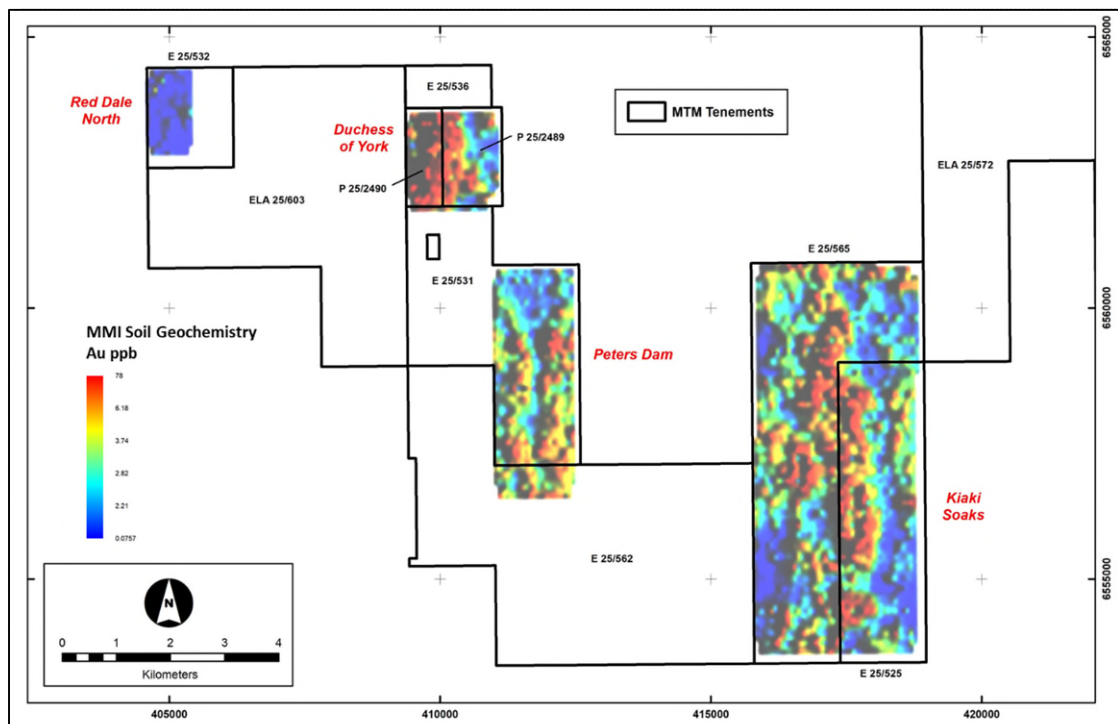 E 25/532
E 25/536
6565000
Red Dale
North
MTM Tenements
Duchess
of York
P 25/2489
ELA 25/572
P 25/2490
ELA 25/603
E 25/565
E 25/531
6560000
MMI Soil Geochemistry
Au ppb
78
6.18
3.74
2.82
2.21
0.0757
Peters Dam
Kiaki
Soaks
E 25/562
6555000
N
0 1 2 3 4
Kilometers
E 25/525
405000 410000 415000 420000